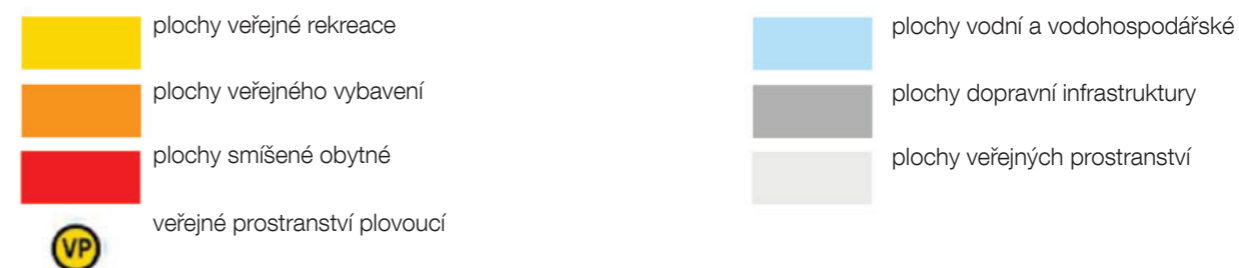 plochy veřejné rekreace
plochy veřejného vybavení
plochy smíšené obytné
VP
veřejné prostranství plovoucí
plochy vodní a vodohospodářské
plochy dopravní infrastruktury
plochy veřejných prostranství